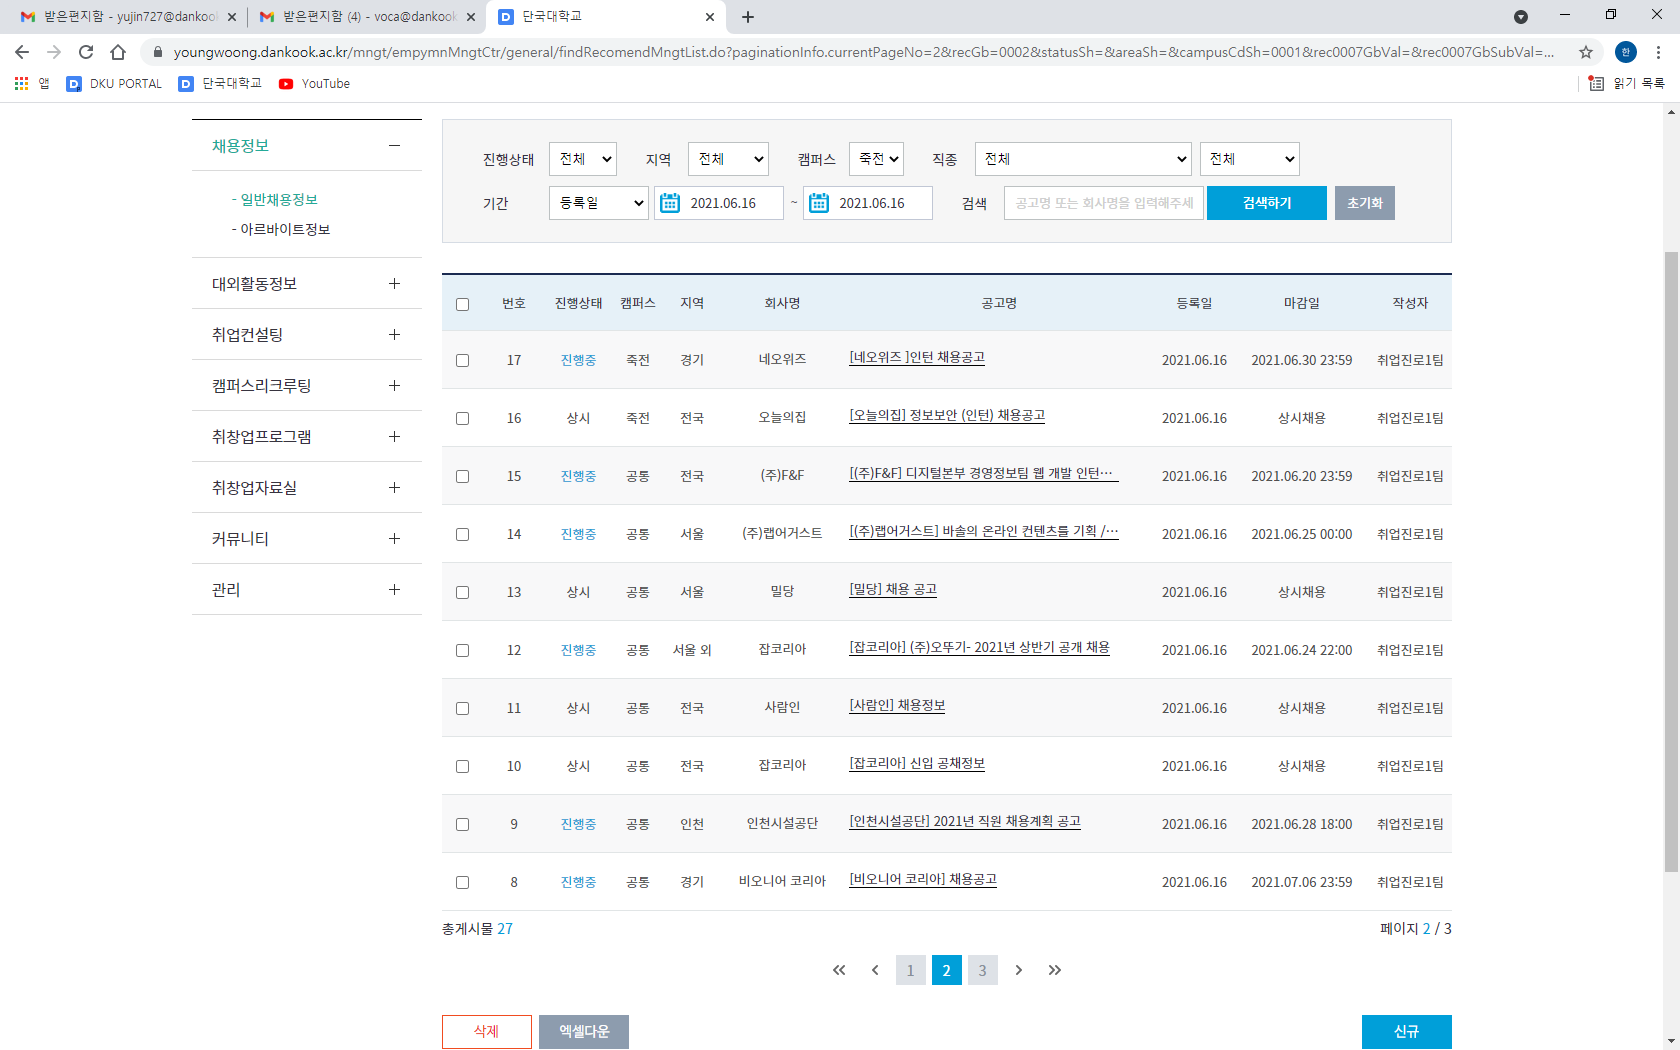 받은편지함 - yujin727@dankook
받은편지함 (4) - voca@dankook
단국대학교
youngwoong.dankook.ac.kr/mngt/empymnMngtCtr/general/findRecomendMngtList.do?paginationInfo.currentPageNo=2&recGb=0002&statusSh=&areaSh=&campusCdSh=0001&rec0007GbVal=&rec0007GbSubVal=...
한
앱 DKU PORTAL 단국대학교 YouTube 읽기 목록
채용정보
- 일반채용정보
- 아르바이트정보
대외활동정보
취업컨설팅
캠퍼스리크루팅
취창업프로그램
취창업자료실
커뮤니티
관리
진행상태 전체 지역 전체 캠퍼스 죽전 직종 전체 전체
기간 등록일 2021.06.16 ~ 2021.06.16 검색 공고명 또는 회사명을 입력해주세 검색하기 초기화
번호 진행상태 캠퍼스 지역 회사명 공고명 등록일 마감일 작성자
17 진행중 죽전 경기 네오위즈 [네오위즈 ]인턴 채용공고 2021.06.16 2021.06.30 23:59 취업진로1팀
16 상시 죽전 전국 오늘의집 [오늘의집] 정보보안 (인턴) 채용공고 2021.06.16 상시채용 취업진로1팀
15 진행중 공통 전국 (주)F&F [(주)F&F] 디지털본부 경영정보팀 웹 개발 인턴… 2021.06.16 2021.06.20 23:59 취업진로1팀
14 진행중 공통 서울 (주)랩어거스트 [(주)랩어거스트] 바솔의 온라인 컨텐츠를 기획 /… 2021.06.16 2021.06.25 00:00 취업진로1팀
13 상시 공통 서울 밀당 [밀당] 채용 공고 2021.06.16 상시채용 취업진로1팀
12 진행중 공통 서울 외 잡코리아 [잡코리아] (주)오뚜기- 2021년 상반기 공개 채용 2021.06.16 2021.06.24 22:00 취업진로1팀
11 상시 공통 전국 사람인 [사람인] 채용정보 2021.06.16 상시채용 취업진로1팀
10 상시 공통 전국 잡코리아 [잡코리아] 신입 공채정보 2021.06.16 상시채용 취업진로1팀
9 진행중 공통 인천 인천시설공단 [인천시설공단] 2021년 직원 채용계획 공고 2021.06.16 2021.06.28 18:00 취업진로1팀
8 진행중 공통 경기 비오니어 코리아 [비오니어 코리아] 채용공고 2021.06.16 2021.07.06 23:59 취업진로1팀
총게시물 27 페이지 2 / 3
1 2 3
삭제 엑셀다운 신규